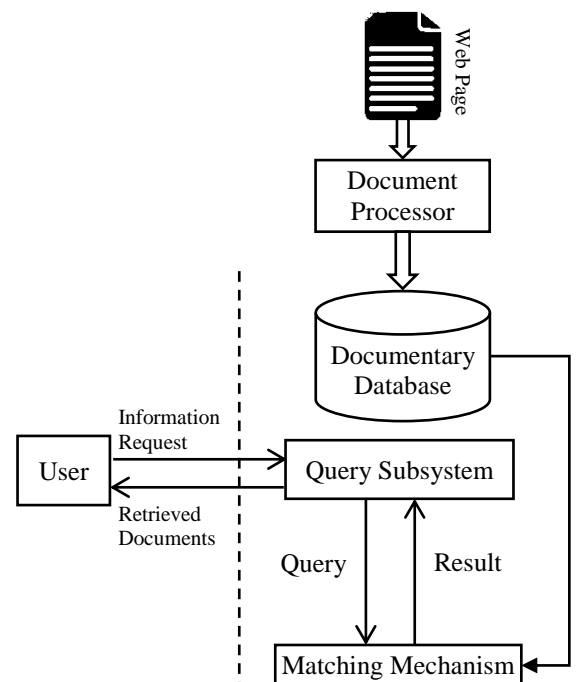 Web Page
Document
Processor
Documentary
Database
Information
Request
User
Query Subsystem
Retrieved
Documents
Query
Result
Matching Mechanism